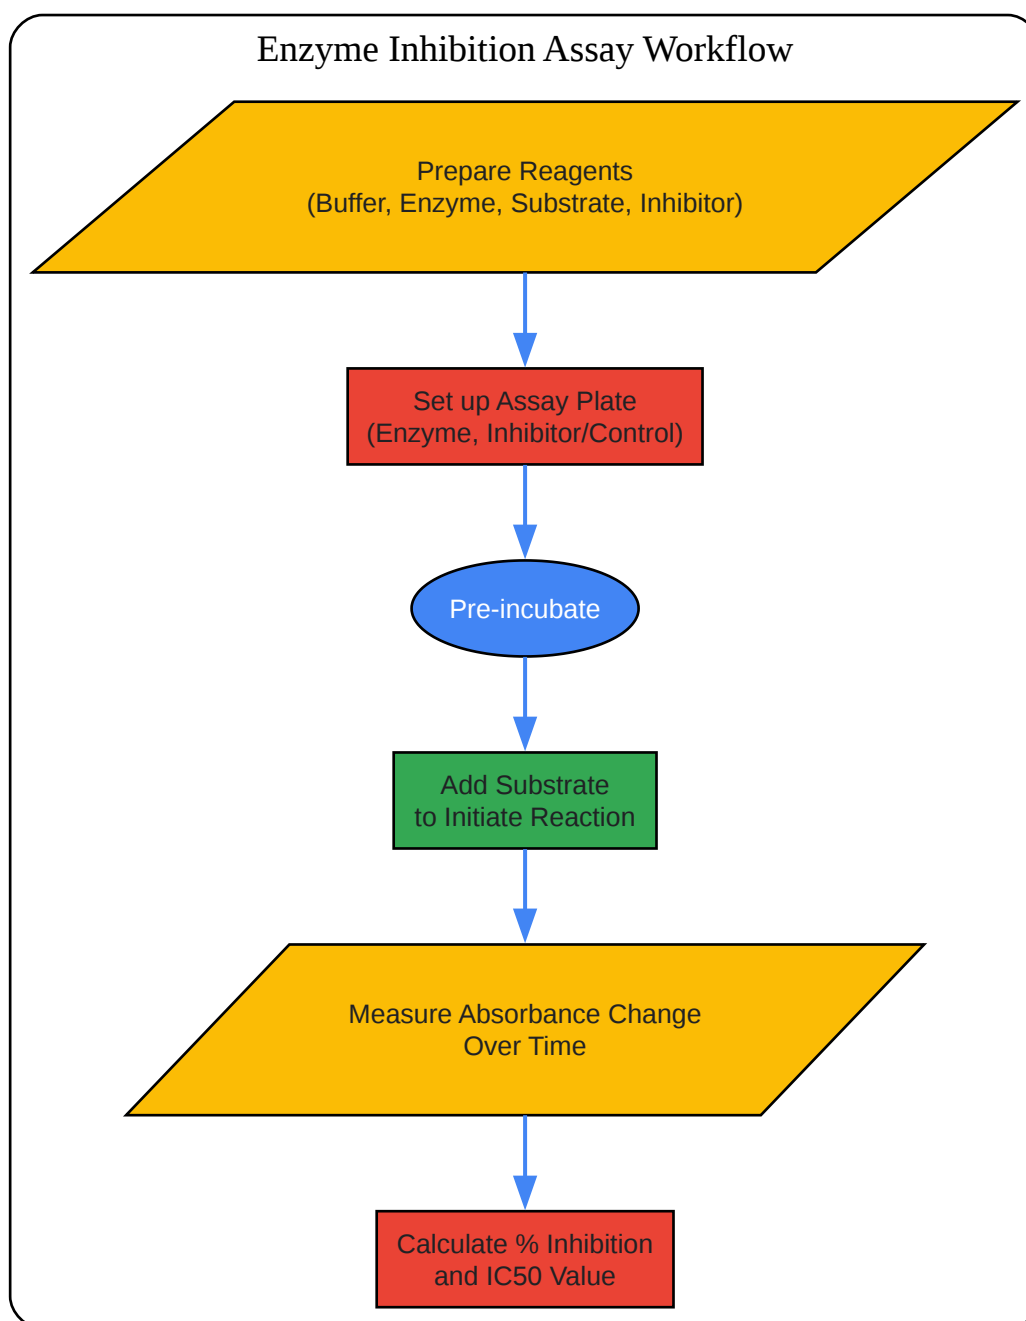 Enzyme Inhibition Assay Workflow
Prepare Reagents
(Buffer, Enzyme, Substrate, Inhibitor)
Set up Assay Plate
(Enzyme, Inhibitor/Control)
Pre-incubate
Add Substrate
to Initiate Reaction
Measure Absorbance Change
Over Time
Calculate % Inhibition
and IC50 Value